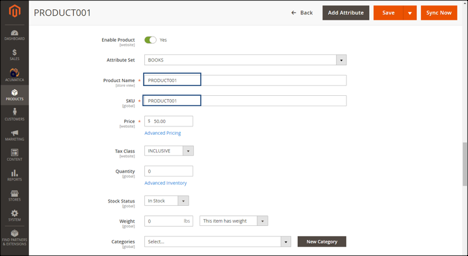 PRODUCT001
← Back
Add Attribute
Save
Sync Now
DASHBOARD
$
SALES
ACUMATICA
PRODUCTS
CUSTOMERS
MARKETING
CONTENT
REPORTS
STORES
SYSTEM
FIND PARTNERS
& EXTENSIONS
Enable Product
[website]
Yes
Attribute Set
BOOKS
Product Name *
[store view]
PRODUCT001
SKU *
[global]
PRODUCT001
Price *
[website]
$ 50.00
Advanced Pricing
Tax Class
[website]
INCLUSIVE
Quantity
[global]
0
Advanced Inventory
Stock Status
[global]
In Stock
Weight
[global]
0 lbs
This item has weight
Categories
[global]
Select...
New Category